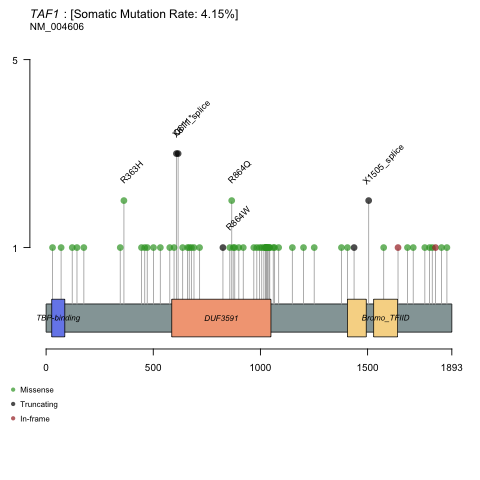 TAF1 : [Somatic Mutation Rate: 4.15%]
NM_004606
5
R363H
R864Q
X1505_splice
R864W
1
TBP-binding
DUF3591
Bromo_TFIID
0
500
1000
1500
1893
Missense
Truncating
In-frame